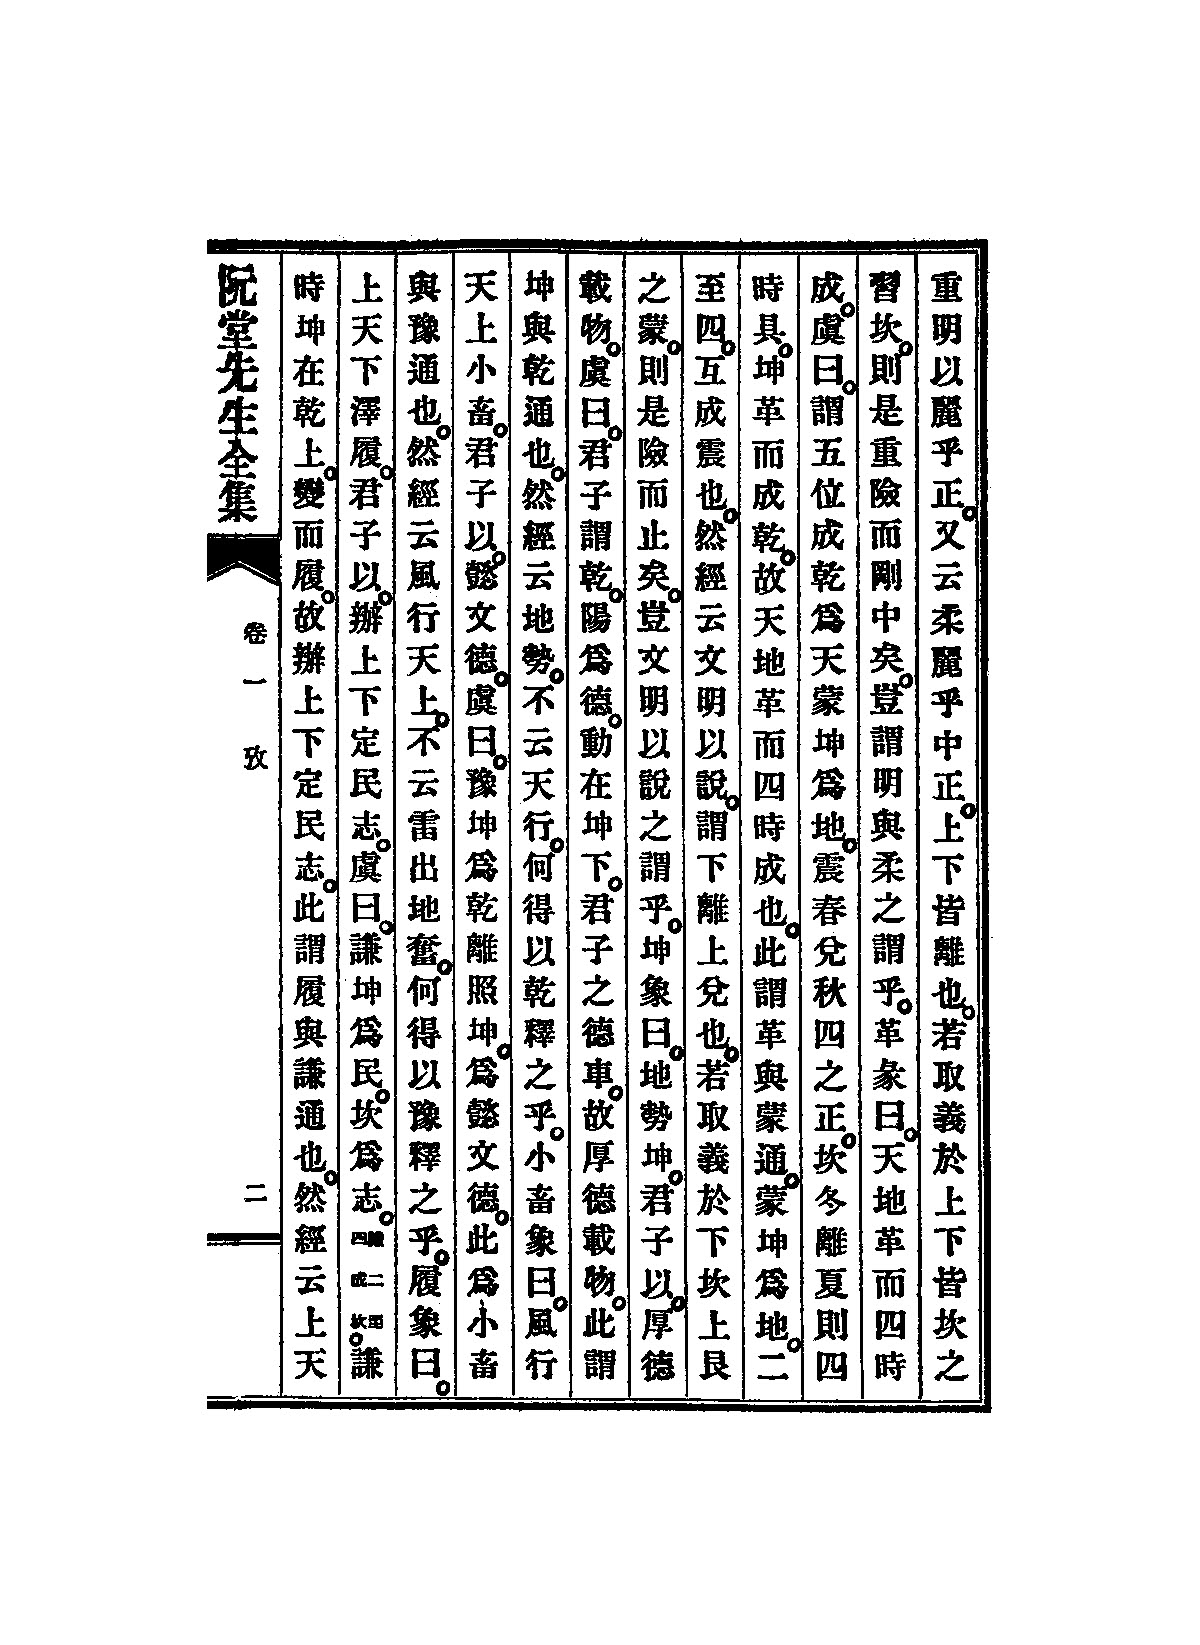 重明以麗乎正。又云柔麗乎中正。上下皆離也。若取義於上下皆坎之
習坎。則是重險而剛中矣。豈謂明與柔之謂乎。革彖曰。天地革而四時
成。虞曰。謂五位成乾爲天蒙坤爲地。震春兌秋四之正。坎冬離夏則四
時具。坤革而成乾。故天地革而四時成也。此謂革與蒙通。蒙坤爲地。二
至四。互成震也。然經云文明以說。謂下離上兌也。若取義於下坎上艮
之蒙。則是險而止矣。豈文明以說之謂乎。坤象曰。地勢坤。君子以。厚德
載物。虞曰。君子謂乾。陽爲德。動在坤下。君子之德車。故厚德載物。此謂
坤與乾通也。然經云地勢。不云天行。何得以乾釋之乎。小畜象曰。風行
天上小畜。君子以。懿文德。虞曰。豫坤爲乾離照坤。爲懿文德。此爲小畜
與豫通也。然經云風行天上。不云雷出地奮。何得以豫釋之乎。履象曰。
上天下澤履。君子以。辦上下定民志。虞曰。謙坤爲民。坎爲志。謙二至四成坎。謙
時坤在乾上。變而履。故辦上下定民志。此謂履與謙通也。然經云上天
阮堂先生全集
卷一 攷
二